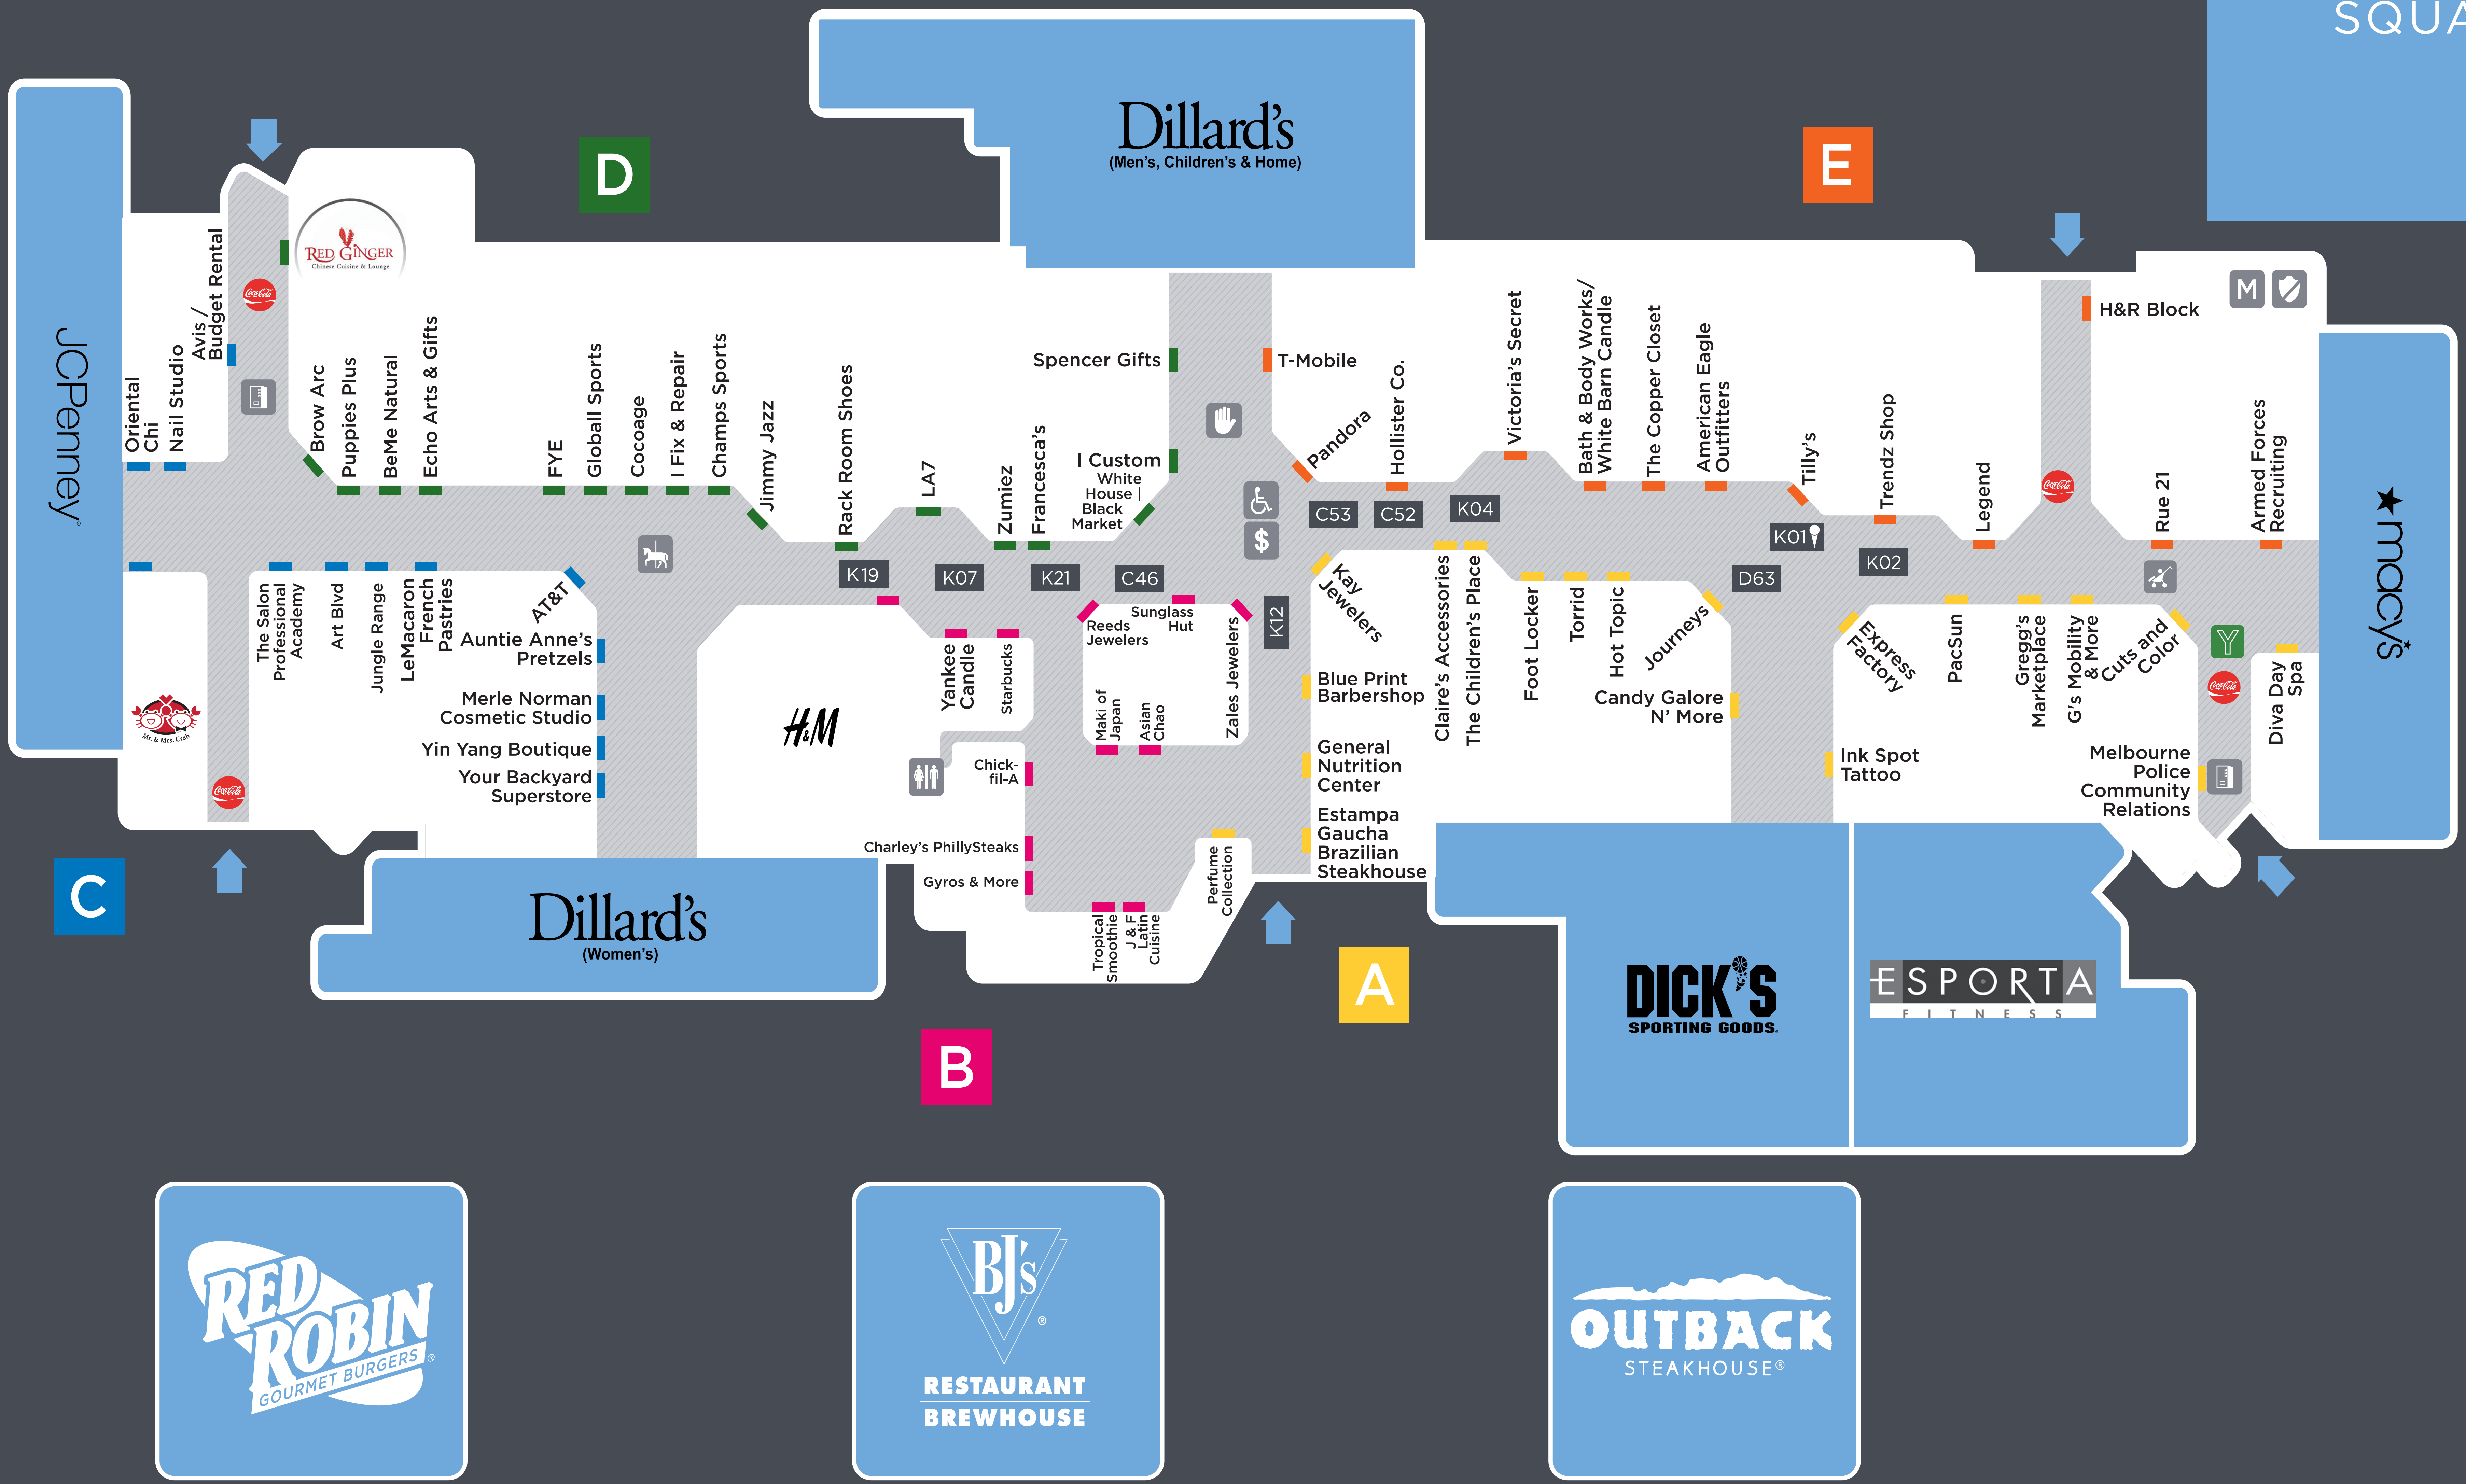 SQUA
Dillard's
(Men's, Children's & Home)
D
E
RED GINGER
Chinese Cuisine & Lounge
JCPenney
Oriental
Chi
Nail Studio
Avis /
Budget Rental
Coca-Cola
Brow Arc
Puppies Plus
BeMe Natural
Echo Arts & Gifts
FYE
Globall Sports
Cocoage
I Fix & Repair
Champs Sports
Jimmy Jazz
Rack Room Shoes
LA7
Zumiez
Francesca's
Spencer Gifts
I Custom
White
House |
Black
Market
T-Mobile
Pandora
Hollister Co.
Victoria's Secret
Bath & Body Works/
White Barn Candle
The Copper Closet
American Eagle
Outfitters
Tilly's
Trendz Shop
Legend
Coca-Cola
H&R Block
M
Rue 21
Armed Forces
Recruiting
macy's
C53
C52
K04
K01
K02
D63
K19
K07
K21
C46
K12
$
Mr. & Mrs. Crab
Coca-Cola
The Salon
Professional
Academy
Art Blvd
Jungle Range
LeMacaron
French
Pastries
AT&T
Auntie Anne's
Pretzels
Merle Norman
Cosmetic Studio
Yin Yang Boutique
Your Backyard
Superstore
H&M
Yankee
Candle
Starbucks
Chick-
fil-A
Charley's PhillySteaks
Gyros & More
Reeds
Jewelers
Sunglass
Hut
Zales Jewelers
Maki of
Japan
Asian
Chao
Tropical
Smoothie
J & F
Latin
Cuisine
Perfume
Collection
Kay
Jewelers
Blue Print
Barbershop
General
Nutrition
Center
Estampa
Gaucha
Brazilian
Steakhouse
Claire's Accessories
The Children's Place
Foot Locker
Torrid
Hot Topic
Journeys
Candy Galore
N' More
Express
Factory
Ink Spot
Tattoo
PacSun
Gregg's
Marketplace
G's Mobility
& More
Cuts and
Color
Y
Coca-Cola
Melbourne
Police
Community
Relations
Diva Day
Spa
C
Dillard's
(Women's)
B
A
DICK'S
SPORTING GOODS
ESPORTA
FITNESS
RED
ROBIN
GOURMET BURGERS®
BJ's®
RESTAURANT
BREWHOUSE
OUTBACK
STEAKHOUSE®